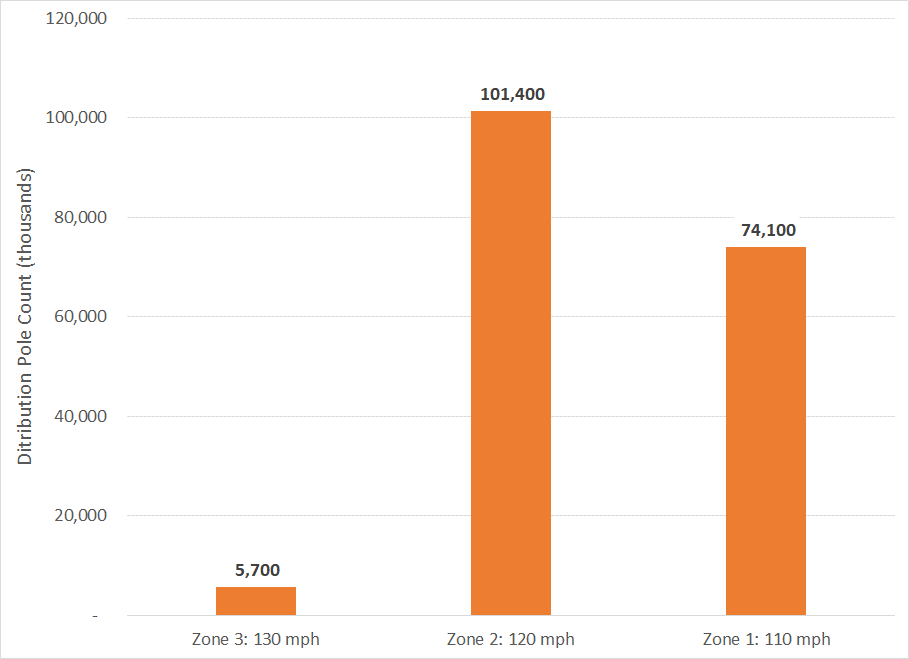 120,000
100,000
80,000
60,000
40,000
20,000
-
Ditribution Pole Count (thousands)
5,700
101,400
74,100
Zone 3: 130 mph
Zone 2: 120 mph
Zone 1: 110 mph